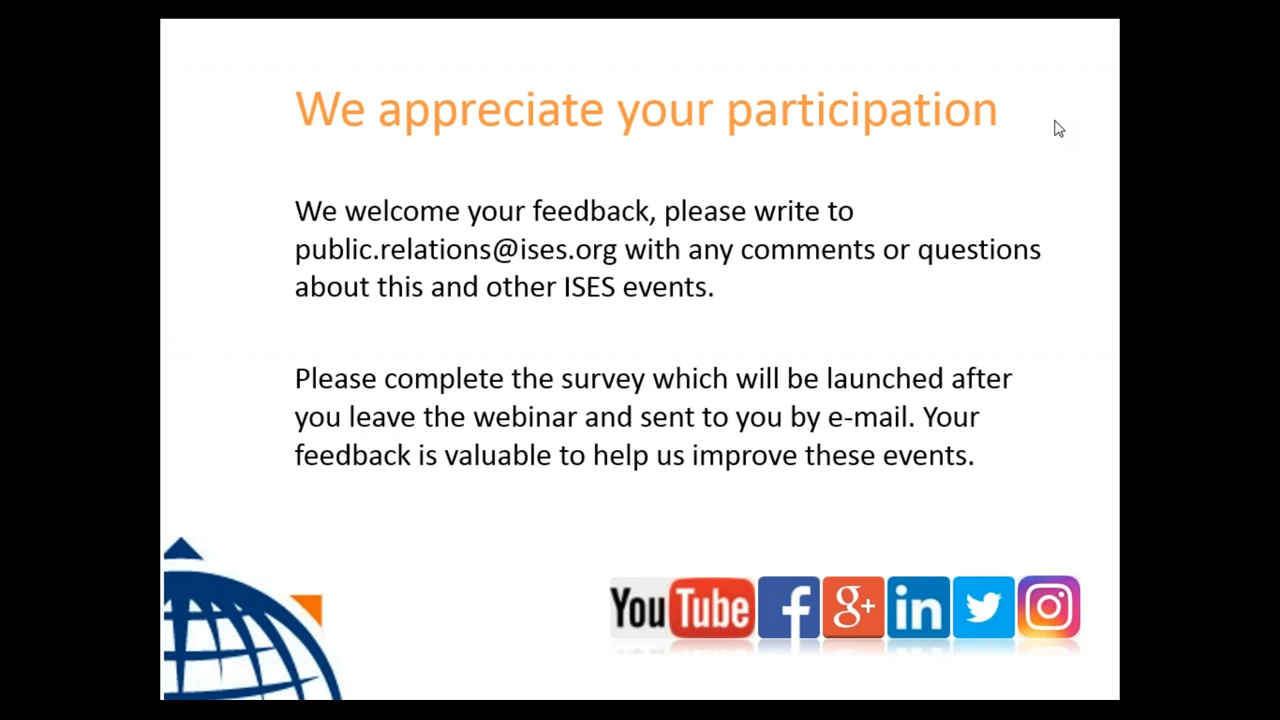 We appreciate your participation
We welcome your feedback, please write to
public.relations@ises.org with any comments or questions
about this and other ISES events.
Please complete the survey which will be launched after
you leave the webinar and sent to you by e-mail. Your
feedback is valuable to help us improve these events.
YouTube f g+ in